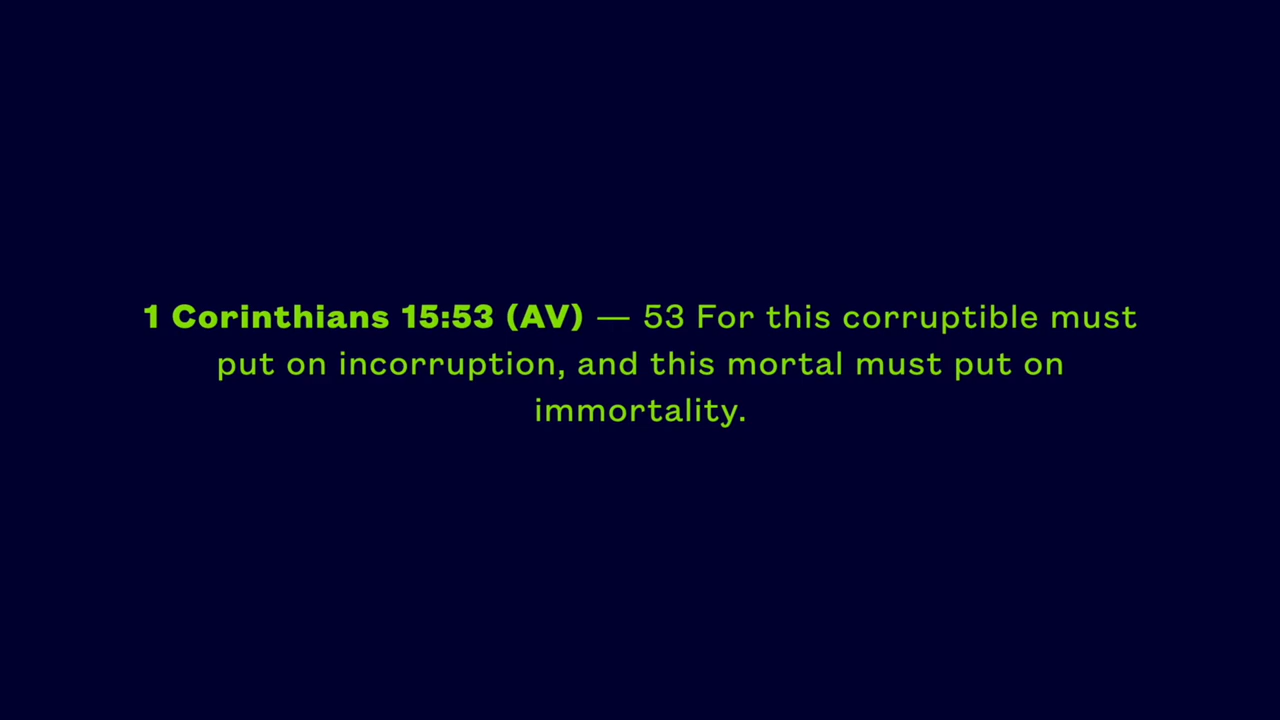 1 Corinthians 15:53 (AV) — 53 For this corruptible must
put on incorruption, and this mortal must put on
immortality.